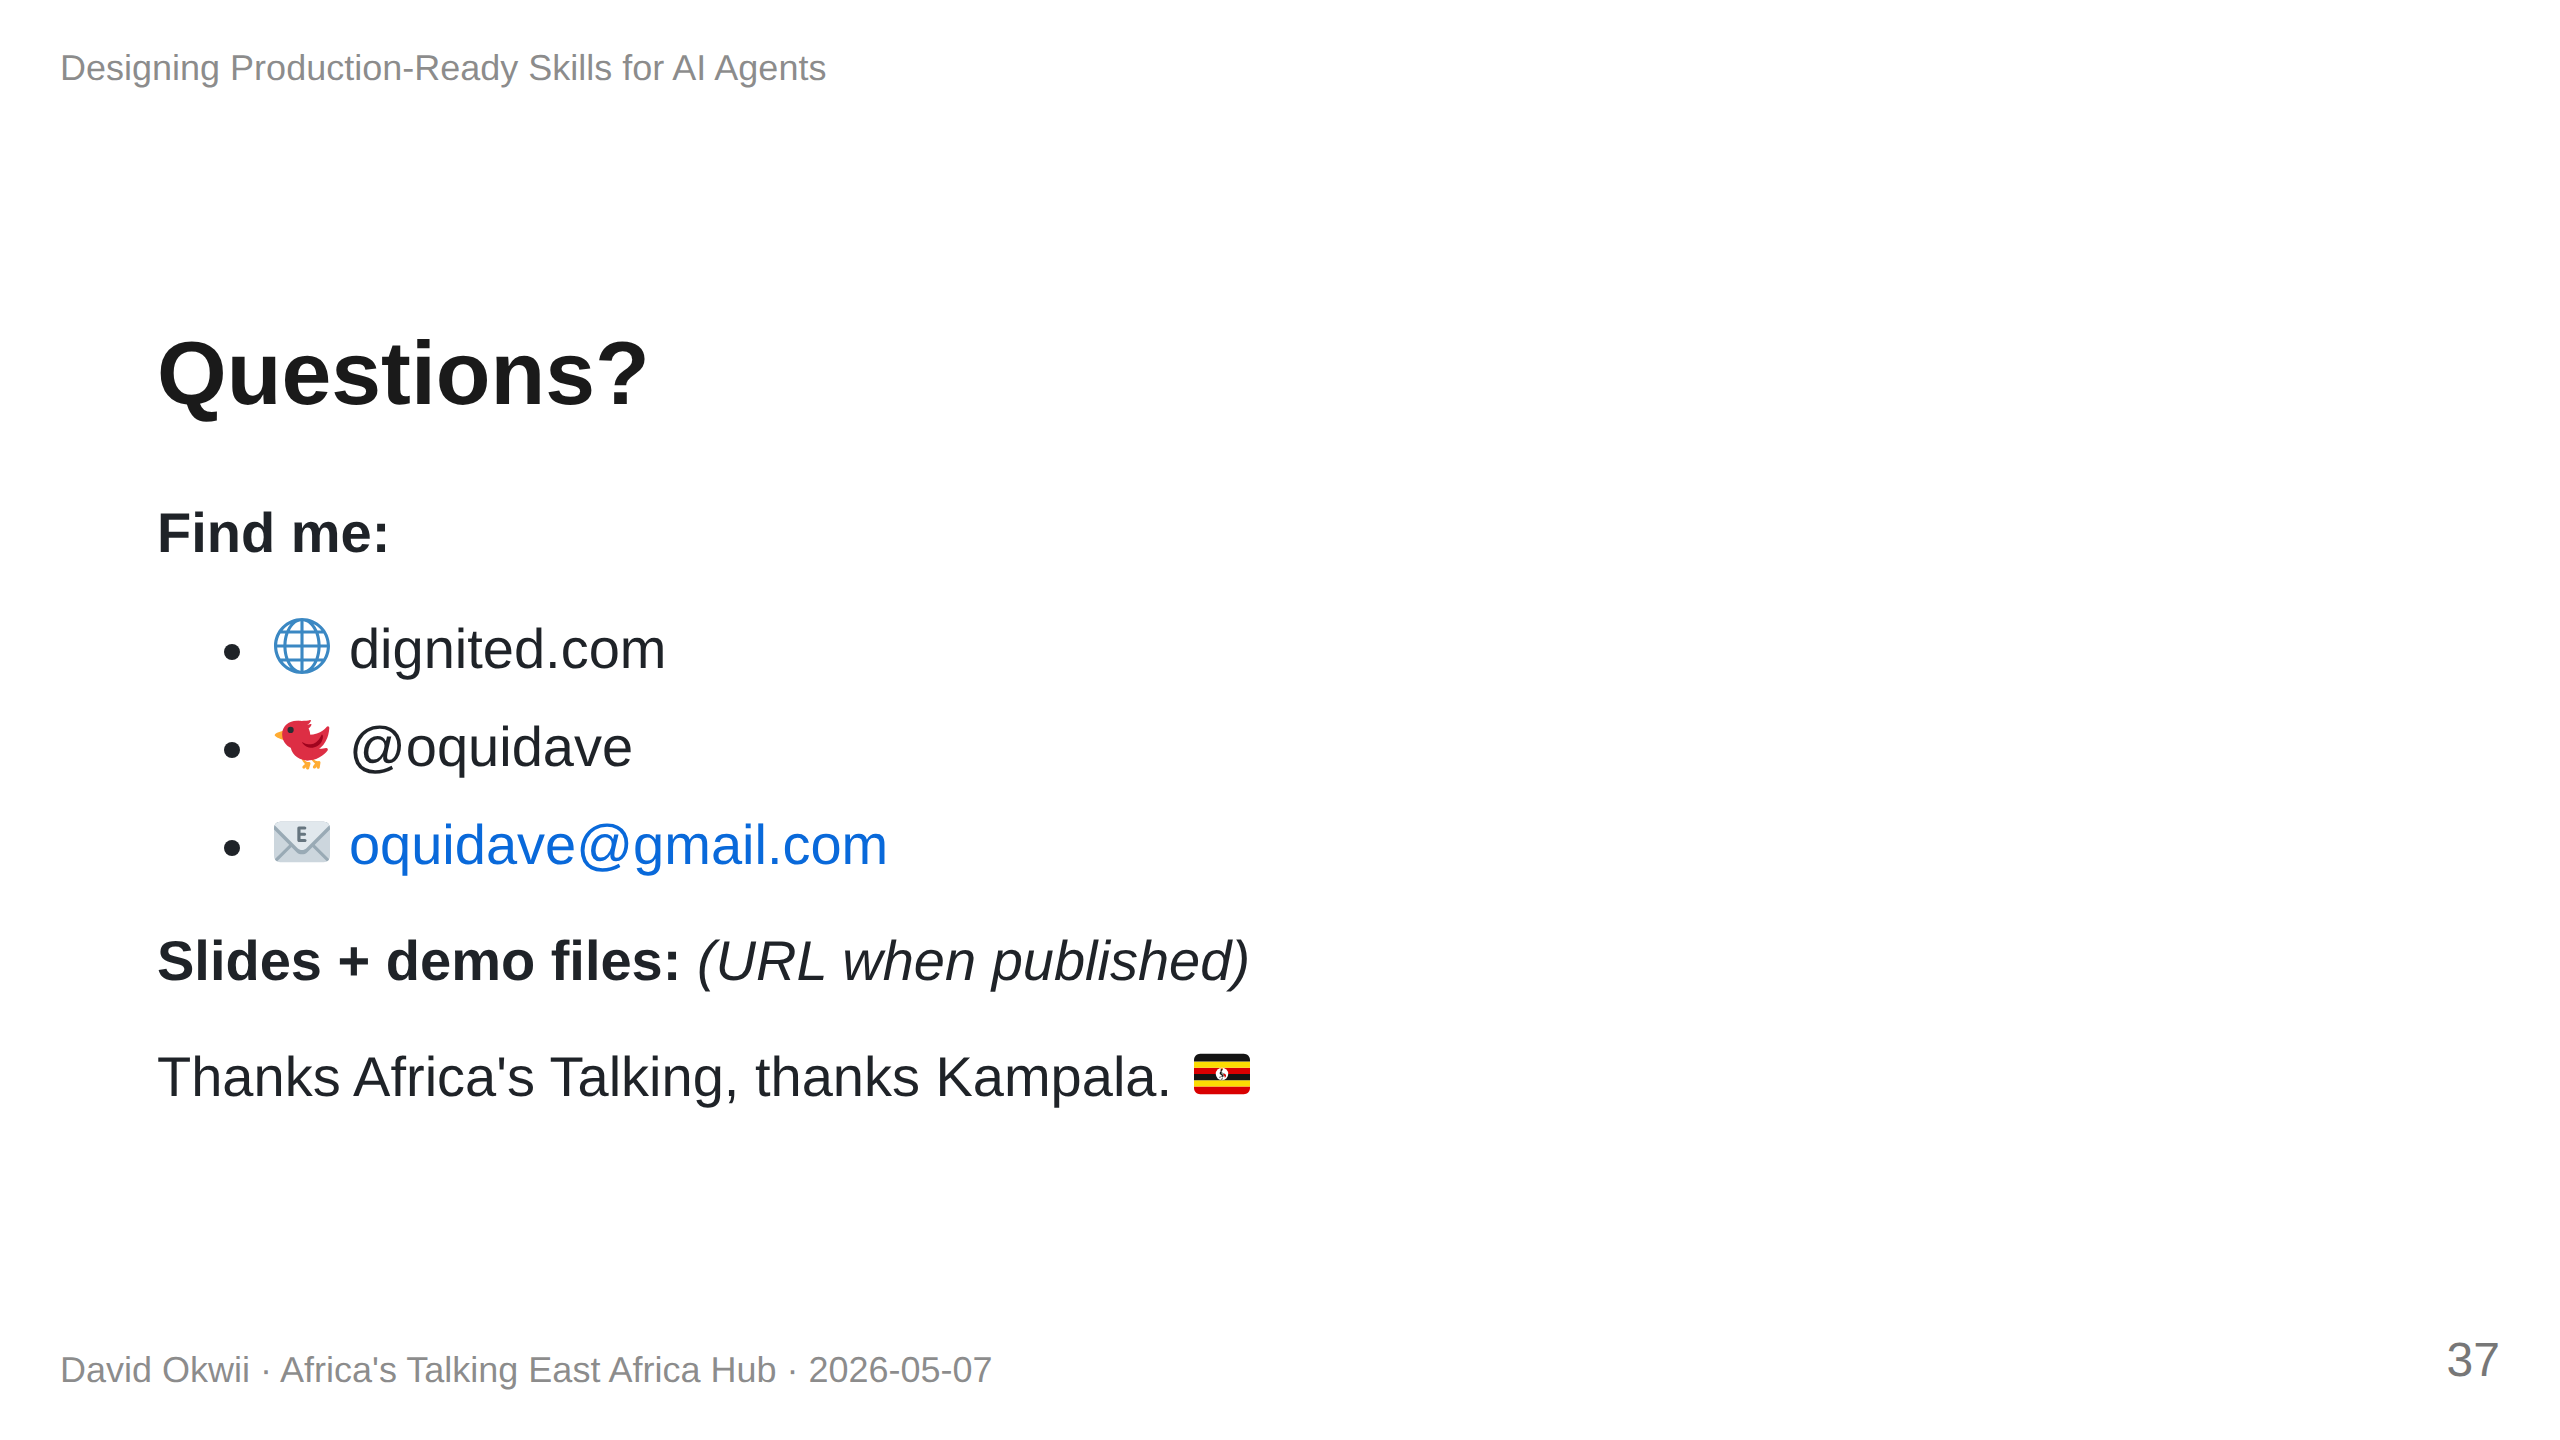 Designing Production-Ready Skills for AI Agents
Questions?
Find me:
• 🌐 dignited.com
• 🐦 @oquidave
• 📧 oquidave@gmail.com
Slides + demo files: (URL when published)
Thanks Africa's Talking, thanks Kampala. 🇺🇬
David Okwii · Africa's Talking East Africa Hub · 2026-05-07
37